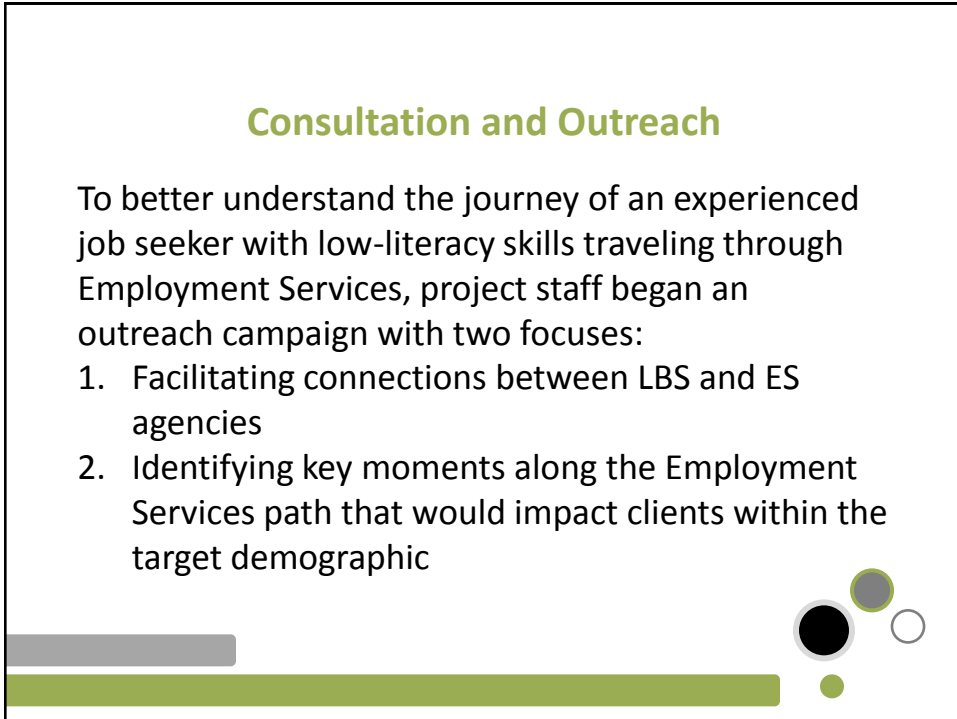 Consultation and Outreach
To better understand the journey of an experienced
job seeker with low-literacy skills traveling through
Employment Services, project staff began an
outreach campaign with two focuses:
1. Facilitating connections between LBS and ES
agencies
2. Identifying key moments along the Employment
Services path that would impact clients within the
target demographic